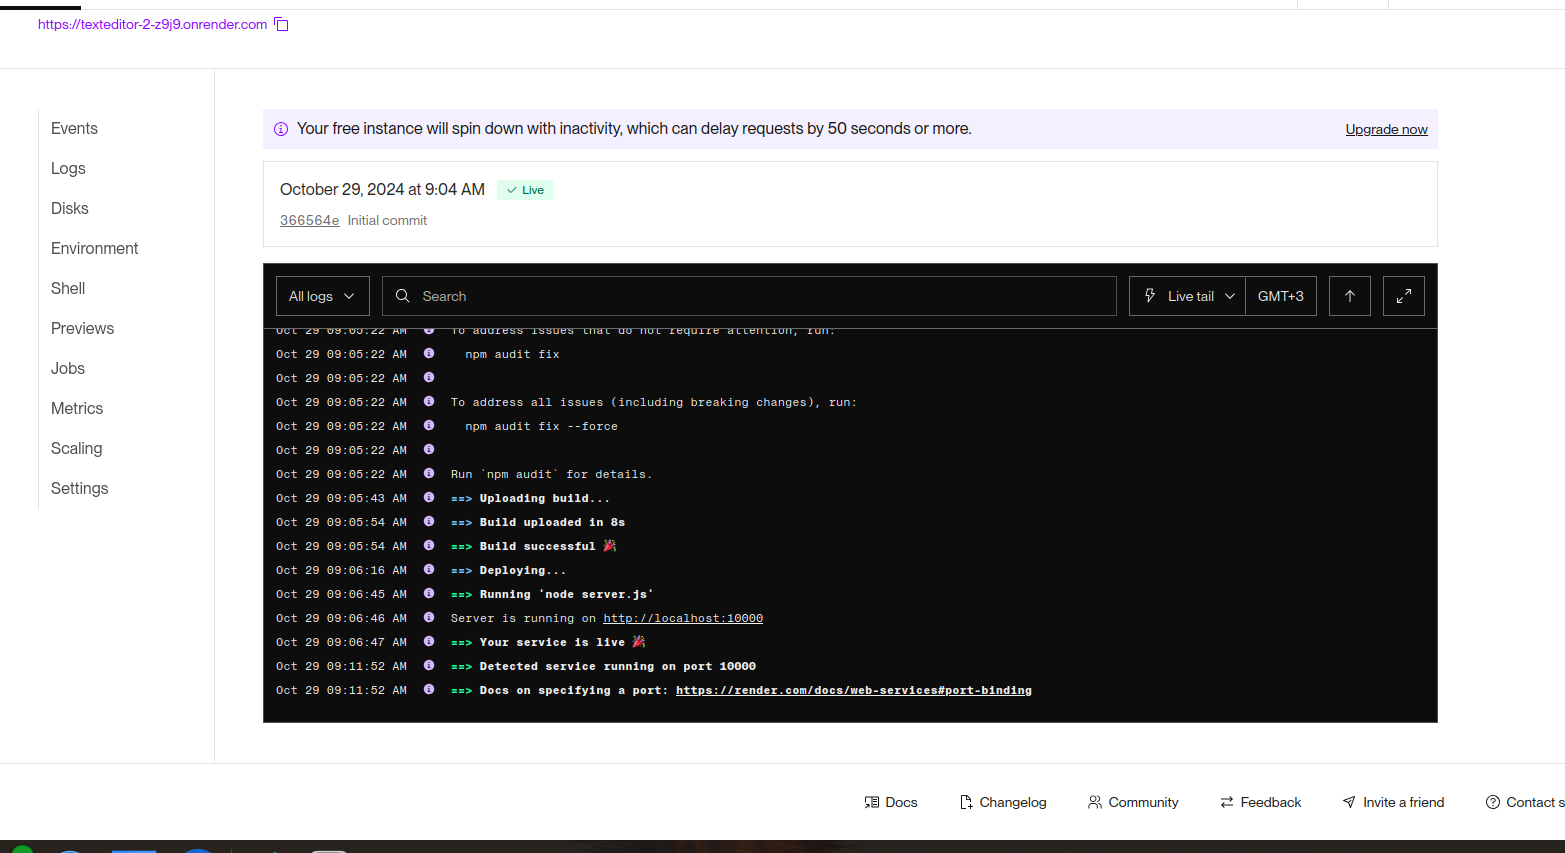 https://texteditor-2-z9j9.onrender.com
Events
Logs
Disks
Environment
Shell
Previews
Jobs
Metrics
Scaling
Settings
Your free instance will spin down with inactivity, which can delay requests by 50 seconds or more.
Upgrade now
October 29, 2024 at 9:04 AM
Live
366564e Initial commit
All logs
Search
Live tail
GMT+3
Oct 29 09:05:22 AM To address issues that do not require attention, run:
Oct 29 09:05:22 AM npm audit fix
Oct 29 09:05:22 AM
Oct 29 09:05:22 AM To address all issues (including breaking changes), run:
Oct 29 09:05:22 AM npm audit fix --force
Oct 29 09:05:22 AM
Oct 29 09:05:22 AM Run `npm audit` for details.
Oct 29 09:05:43 AM ==> Uploading build...
Oct 29 09:05:54 AM ==> Build uploaded in 8s
Oct 29 09:05:54 AM ==> Build successful 🎉
Oct 29 09:06:16 AM ==> Deploying...
Oct 29 09:06:45 AM ==> Running 'node server.js'
Oct 29 09:06:46 AM Server is running on http://localhost:10000
Oct 29 09:06:47 AM ==> Your service is live 🎉
Oct 29 09:11:52 AM ==> Detected service running on port 10000
Oct 29 09:11:52 AM ==> Docs on specifying a port: https://render.com/docs/web-services#port-binding
Docs
Changelog
Community
Feedback
Invite a friend
Contact s